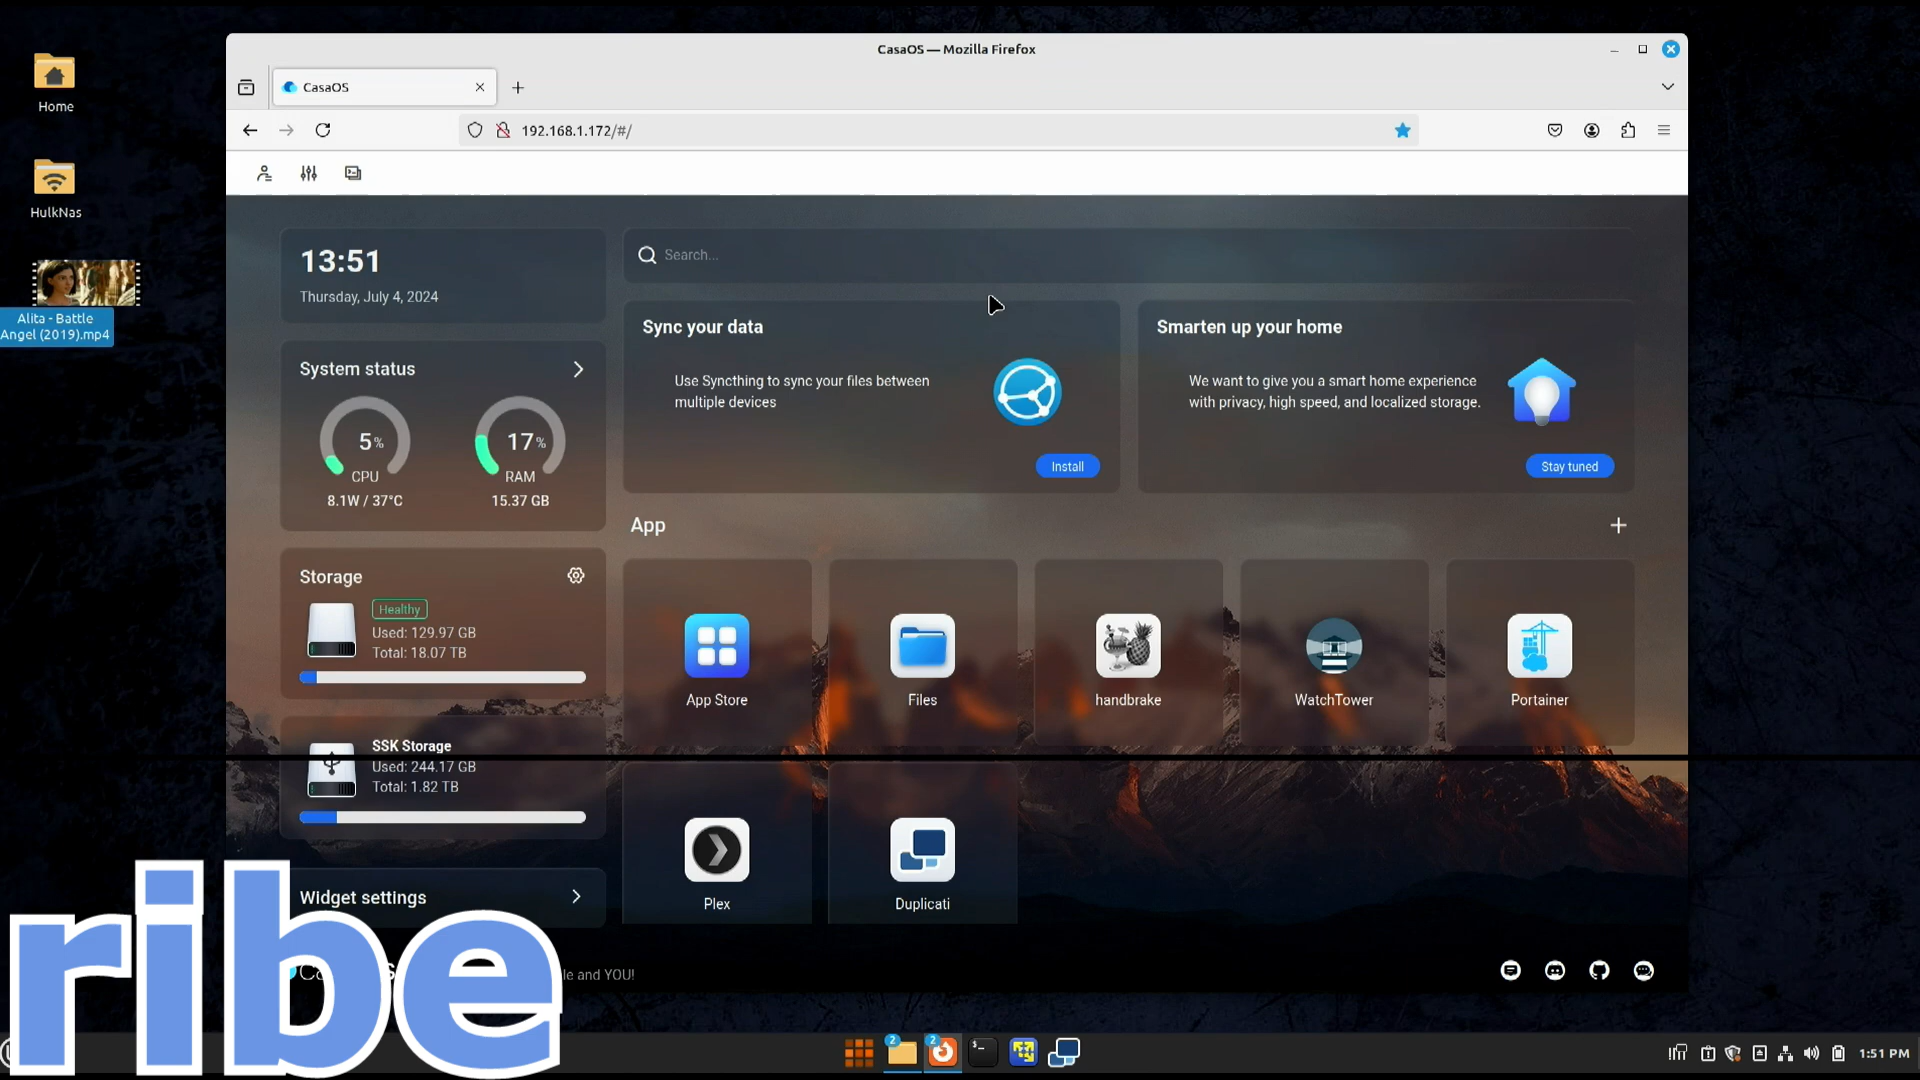 CasaOS — Mozilla Firefox
Home
CasaOS
192.168.1.172/#/
HulkNas
13:51
Thursday, July 4, 2024
Search...
Alita - Battle
Angel (2019).mp4
Sync your data
Use Syncthing to sync your files between
multiple devices
Install
Smarten up your home
We want to give you a smart home experience
with privacy, high speed, and localized storage.
Stay tuned
System status
5%
CPU
8.1W / 37°C
17%
RAM
15.37 GB
App
Storage
Healthy
Used: 129.97 GB
Total: 18.07 TB
App Store
Files
handbrake
WatchTower
Portainer
SSK Storage
Used: 244.17 GB
Total: 1.82 TB
Plex
Duplicati
Widget settings
ribe
and YOU!
2
2
1:51 PM